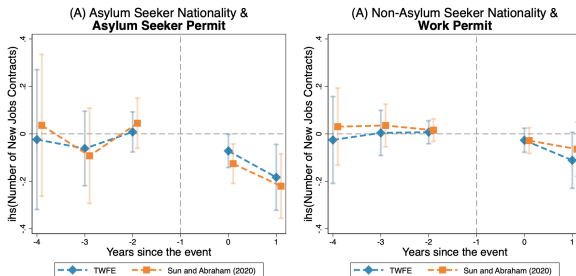 (A) Asylum Seeker Nationality &
Asylum Seeker Permit
ihs(Number of New Jobs Contracts)
.4
.2
0
-.2
-.4
-4
-3
-2
-1
0
1
Years since the event
TWFE
Sun and Abraham (2020)
(A) Non-Asylum Seeker Nationality &
Work Permit
ihs(Number of New Jobs Contracts)
.4
.2
0
-.2
-.4
-4
-3
-2
-1
0
1
Years since the event
TWFE
Sun and Abraham (2020)